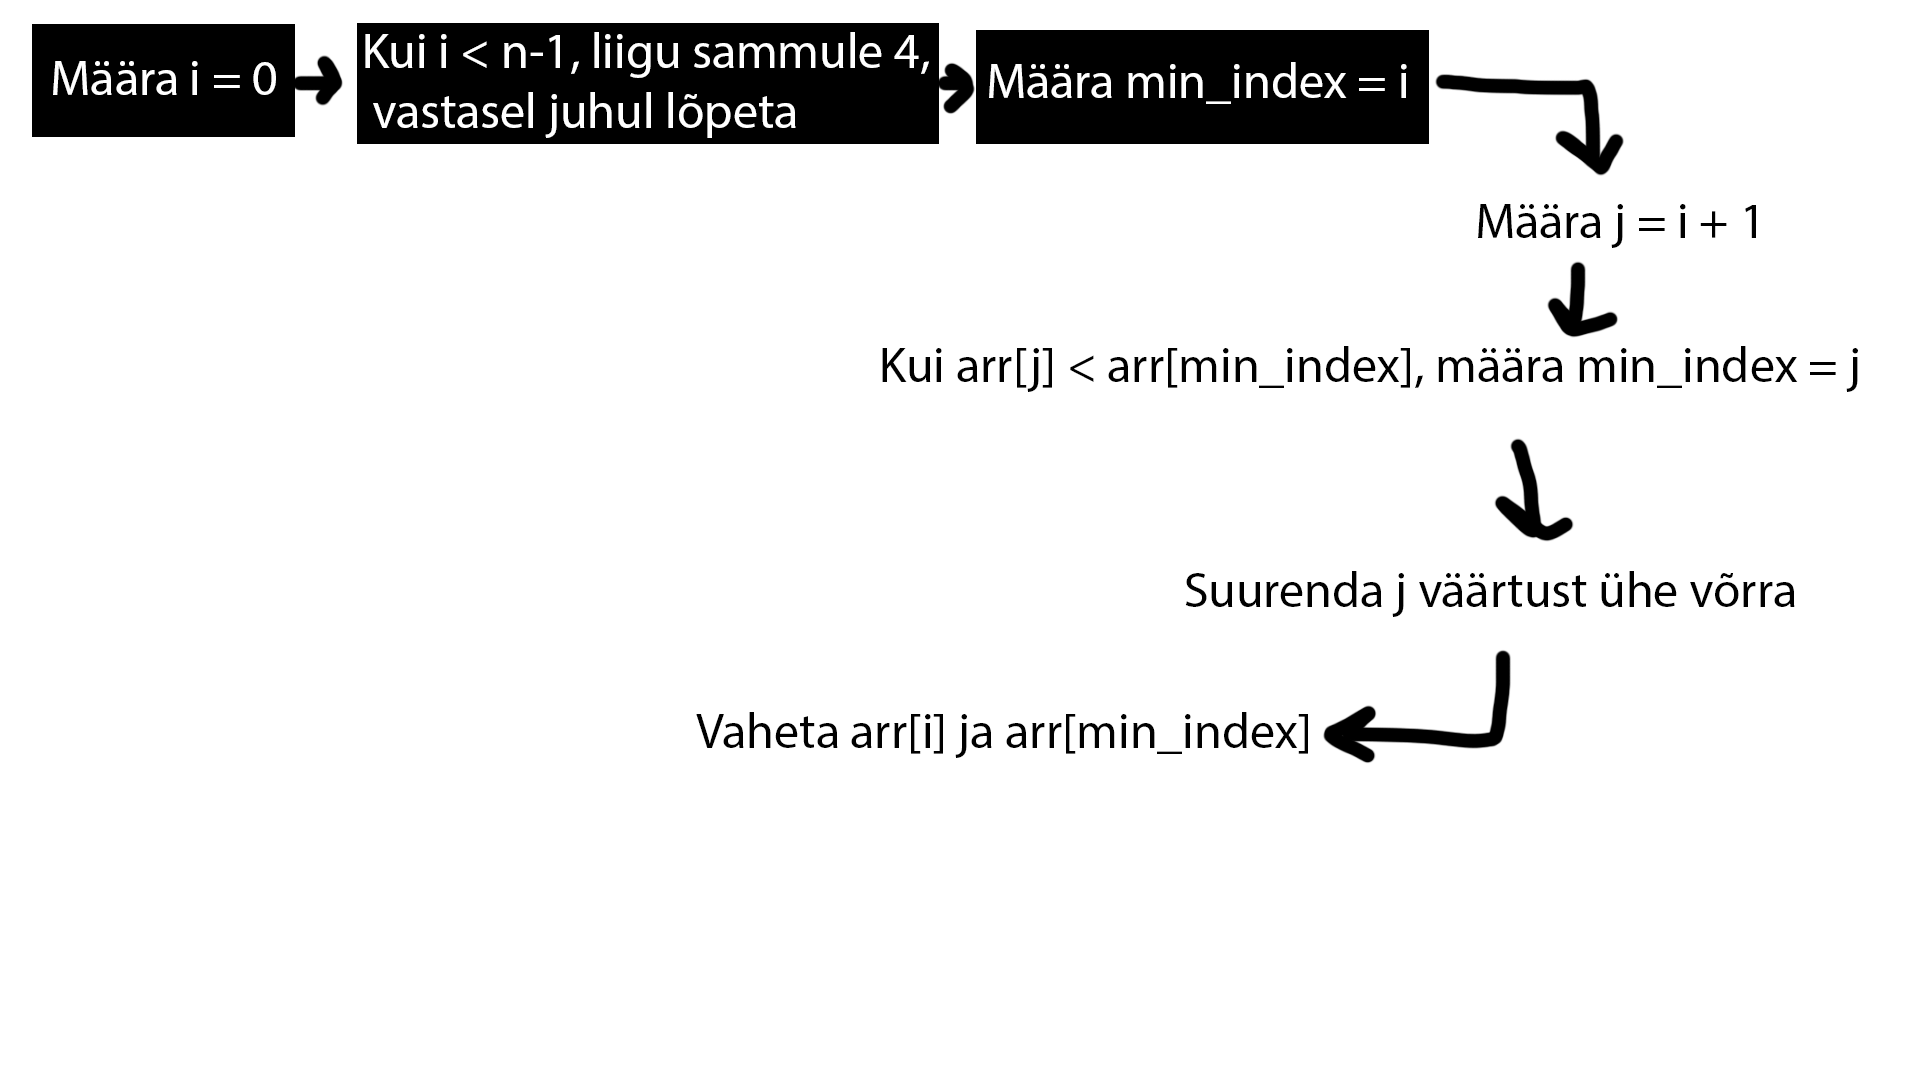 Määra i = 0
Kui i < n-1, liigu sammule 4,
vastasel juhul lõpeta
Määra min_index = i
Määra j = i + 1
Kui arr[j] < arr[min_index], määra min_index = j
Suurenda j väärtust ühe võrra
Vaheta arr[i] ja arr[min_index]